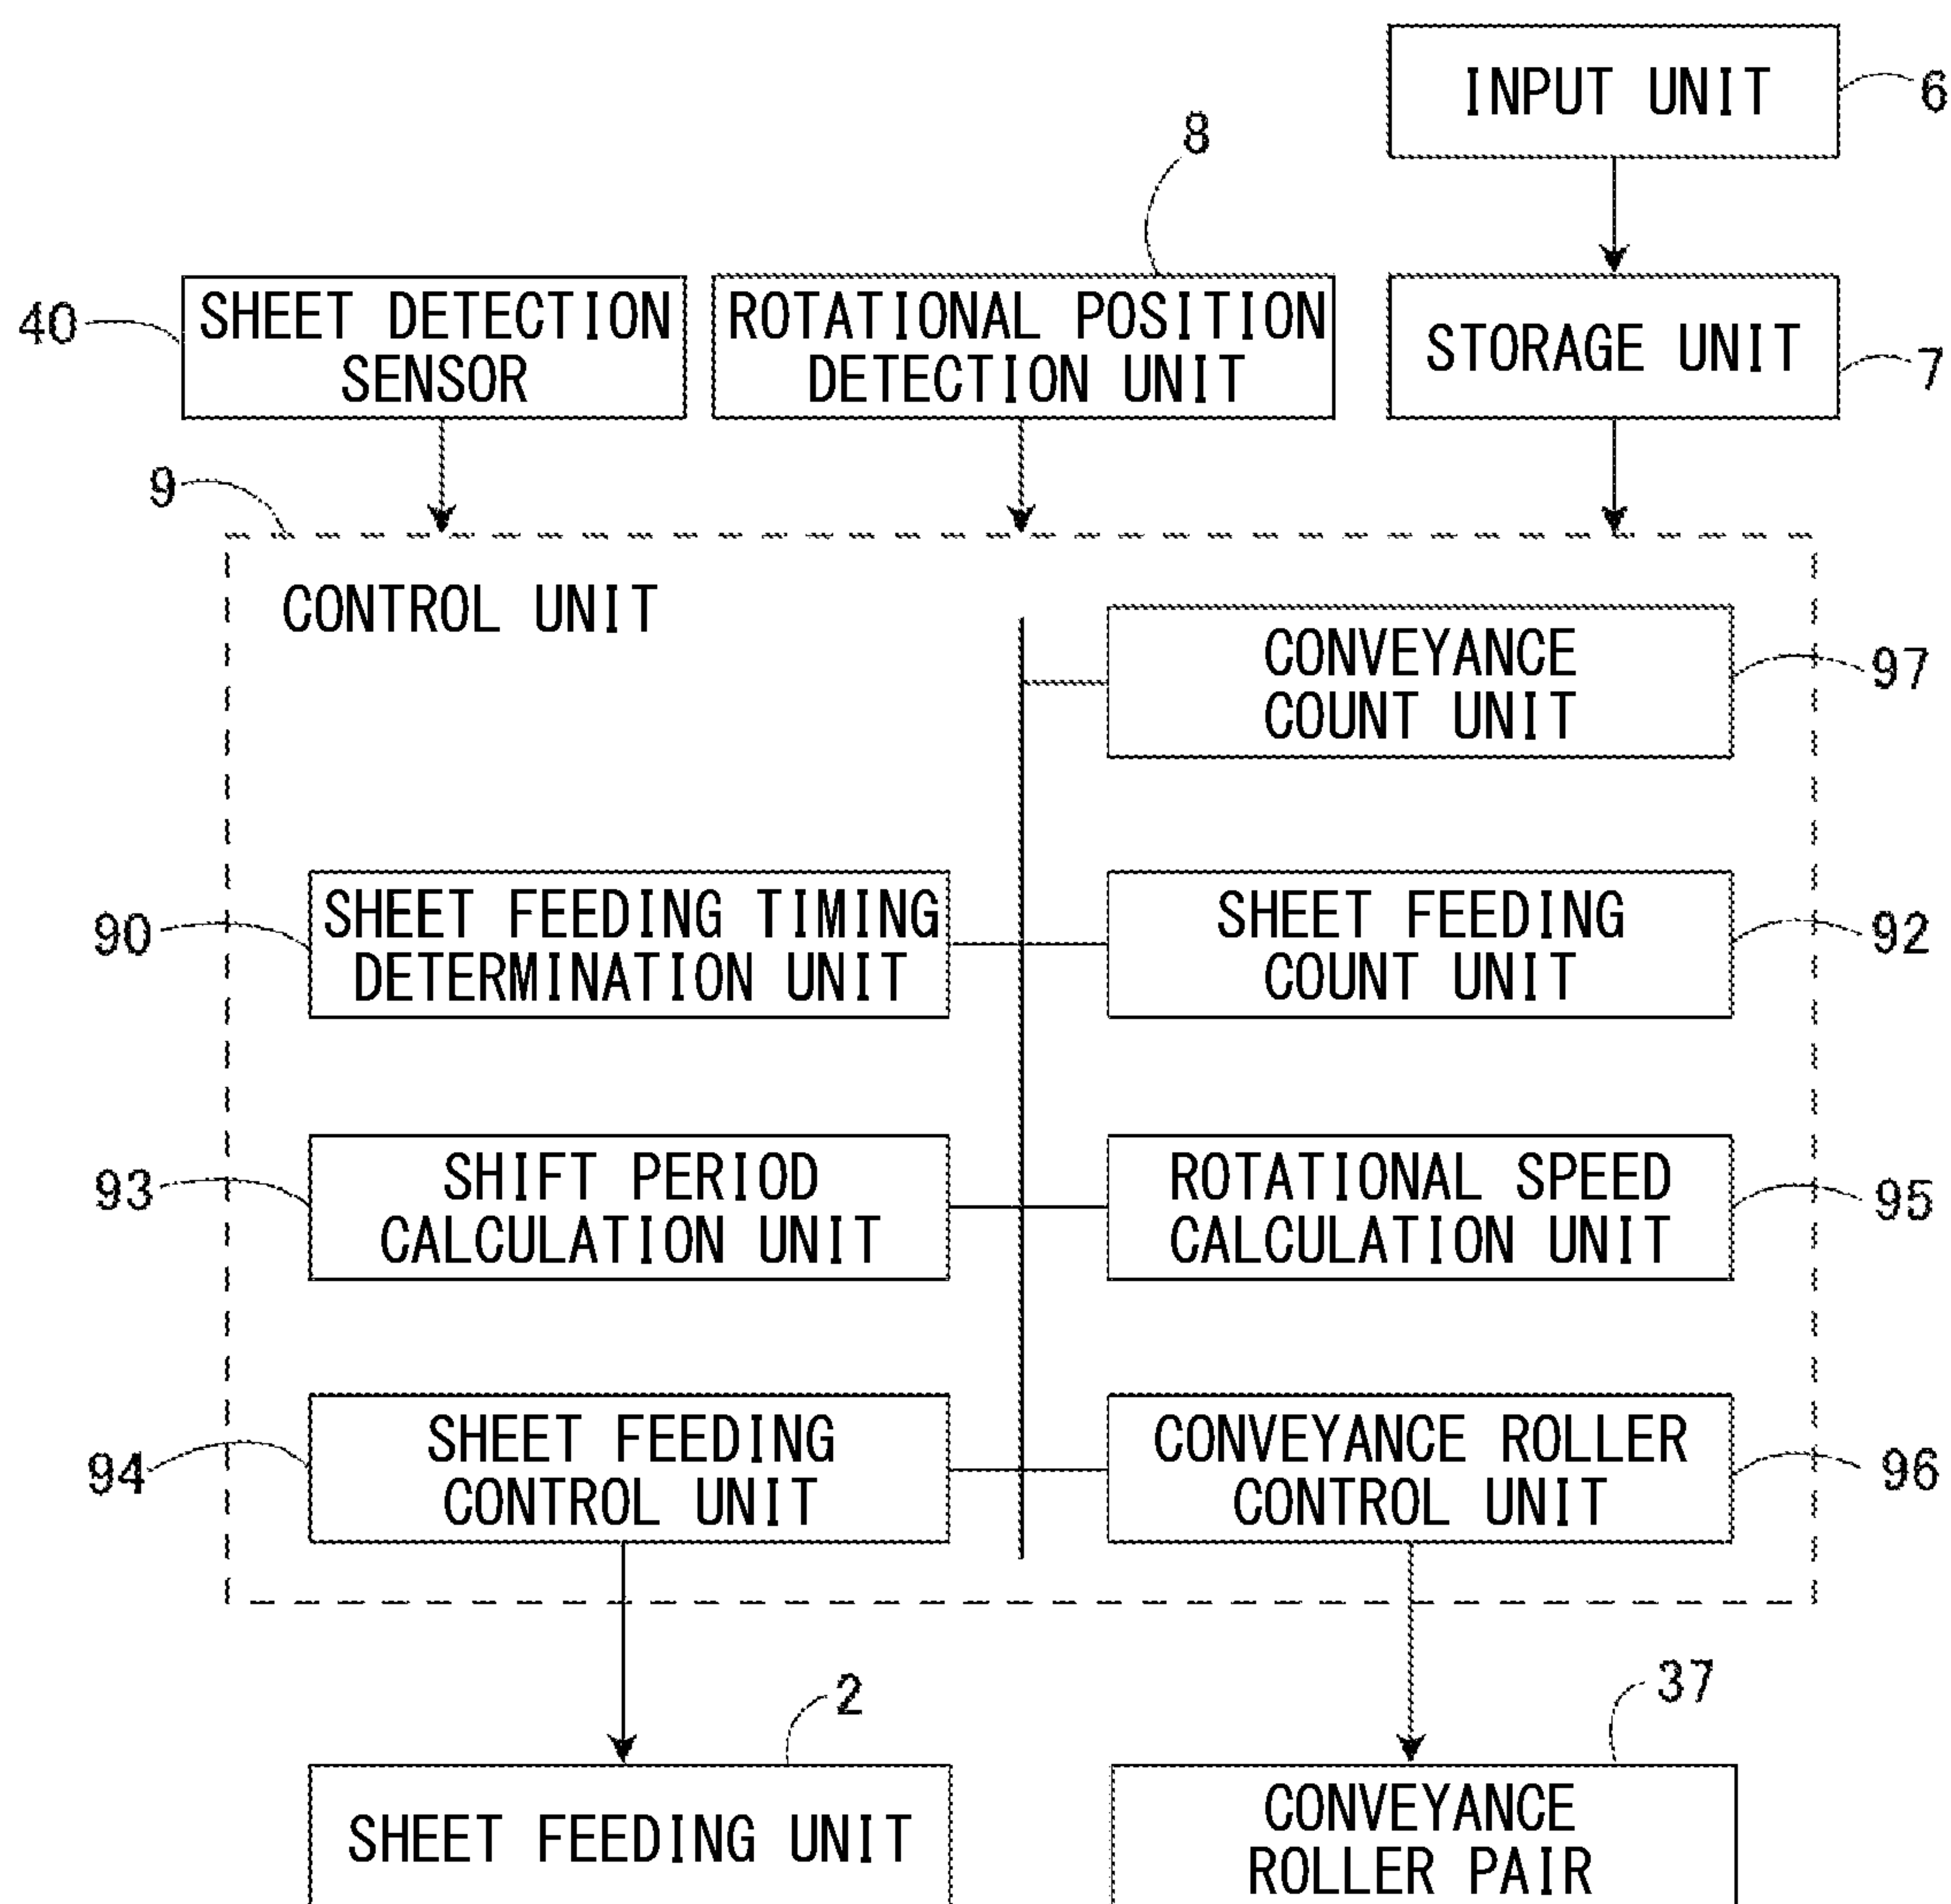 INPUT UNIT
6
8
40
SHEET DETECTION
SENSOR
ROTATIONAL POSITION
DETECTION UNIT
STORAGE UNIT
7
9
CONTROL UNIT
CONVEYANCE
COUNT UNIT
97
90
SHEET FEEDING TIMING
DETERMINATION UNIT
SHEET FEEDING
COUNT UNIT
92
93
SHIFT PERIOD
CALCULATION UNIT
ROTATIONAL SPEED
CALCULATION UNIT
95
94
SHEET FEEDING
CONTROL UNIT
CONVEYANCE ROLLER
CONTROL UNIT
96
2
37
SHEET FEEDING UNIT
CONVEYANCE
ROLLER PAIR